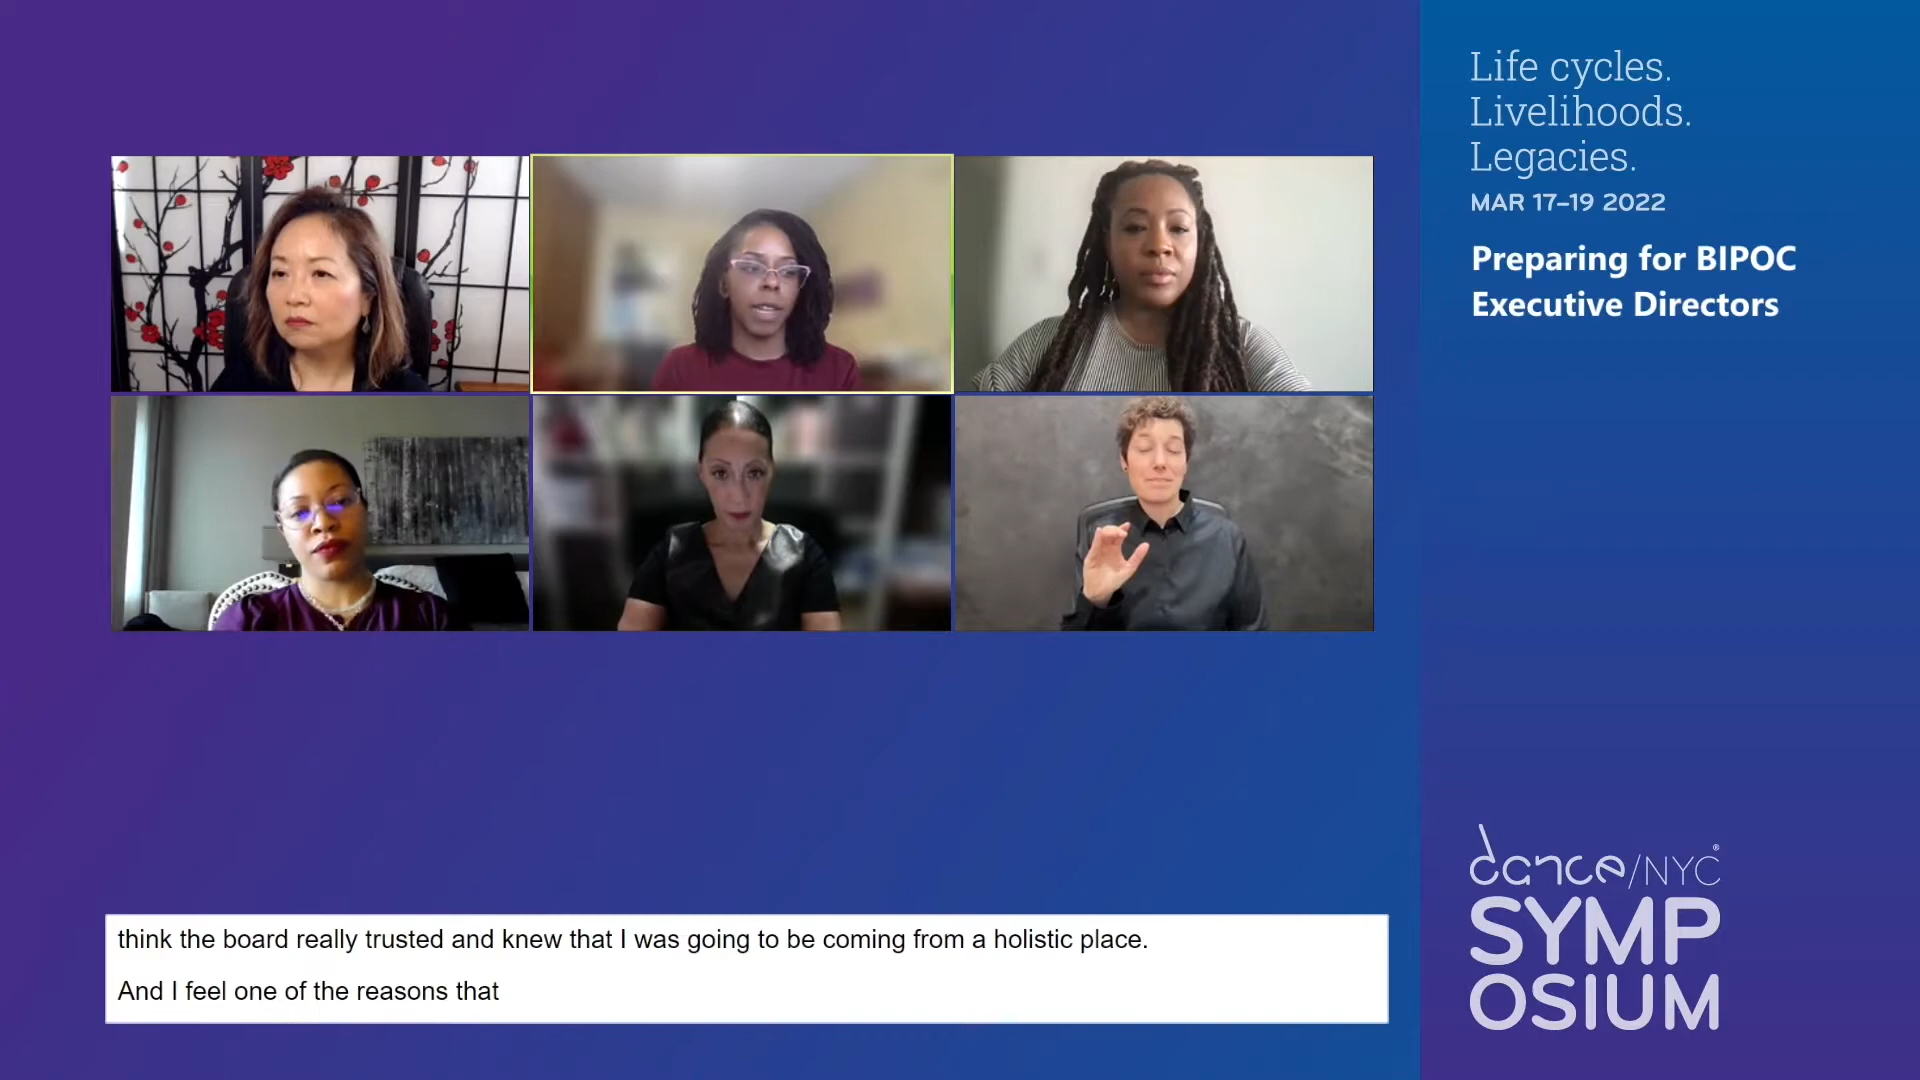 Life cycles.
Livelihoods.
Legacies.
MAR 17–19 2022
Preparing for BIPOC
Executive Directors
think the board really trusted and knew that I was going to be coming from a holistic place.
And I feel one of the reasons that
dance/NYC®
SYMP
OSIUM